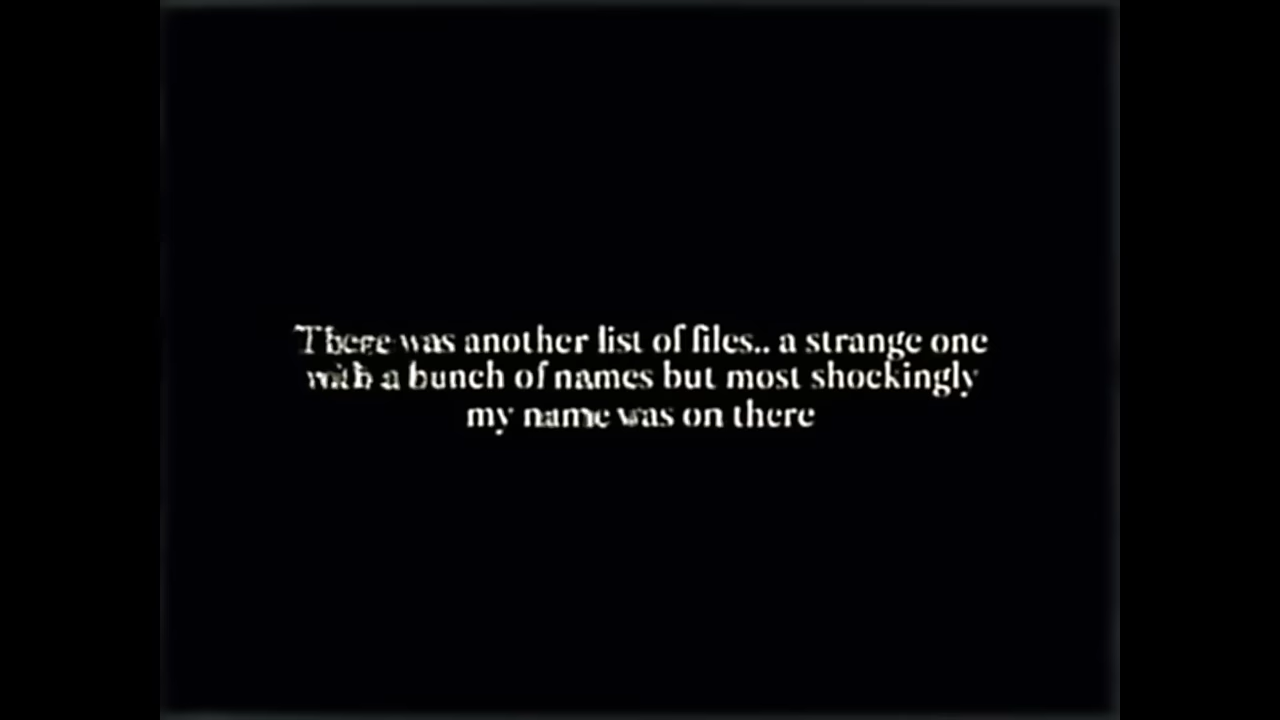 There was another list of files.. a strange one
with a bunch of names but most shockingly
my name was on there